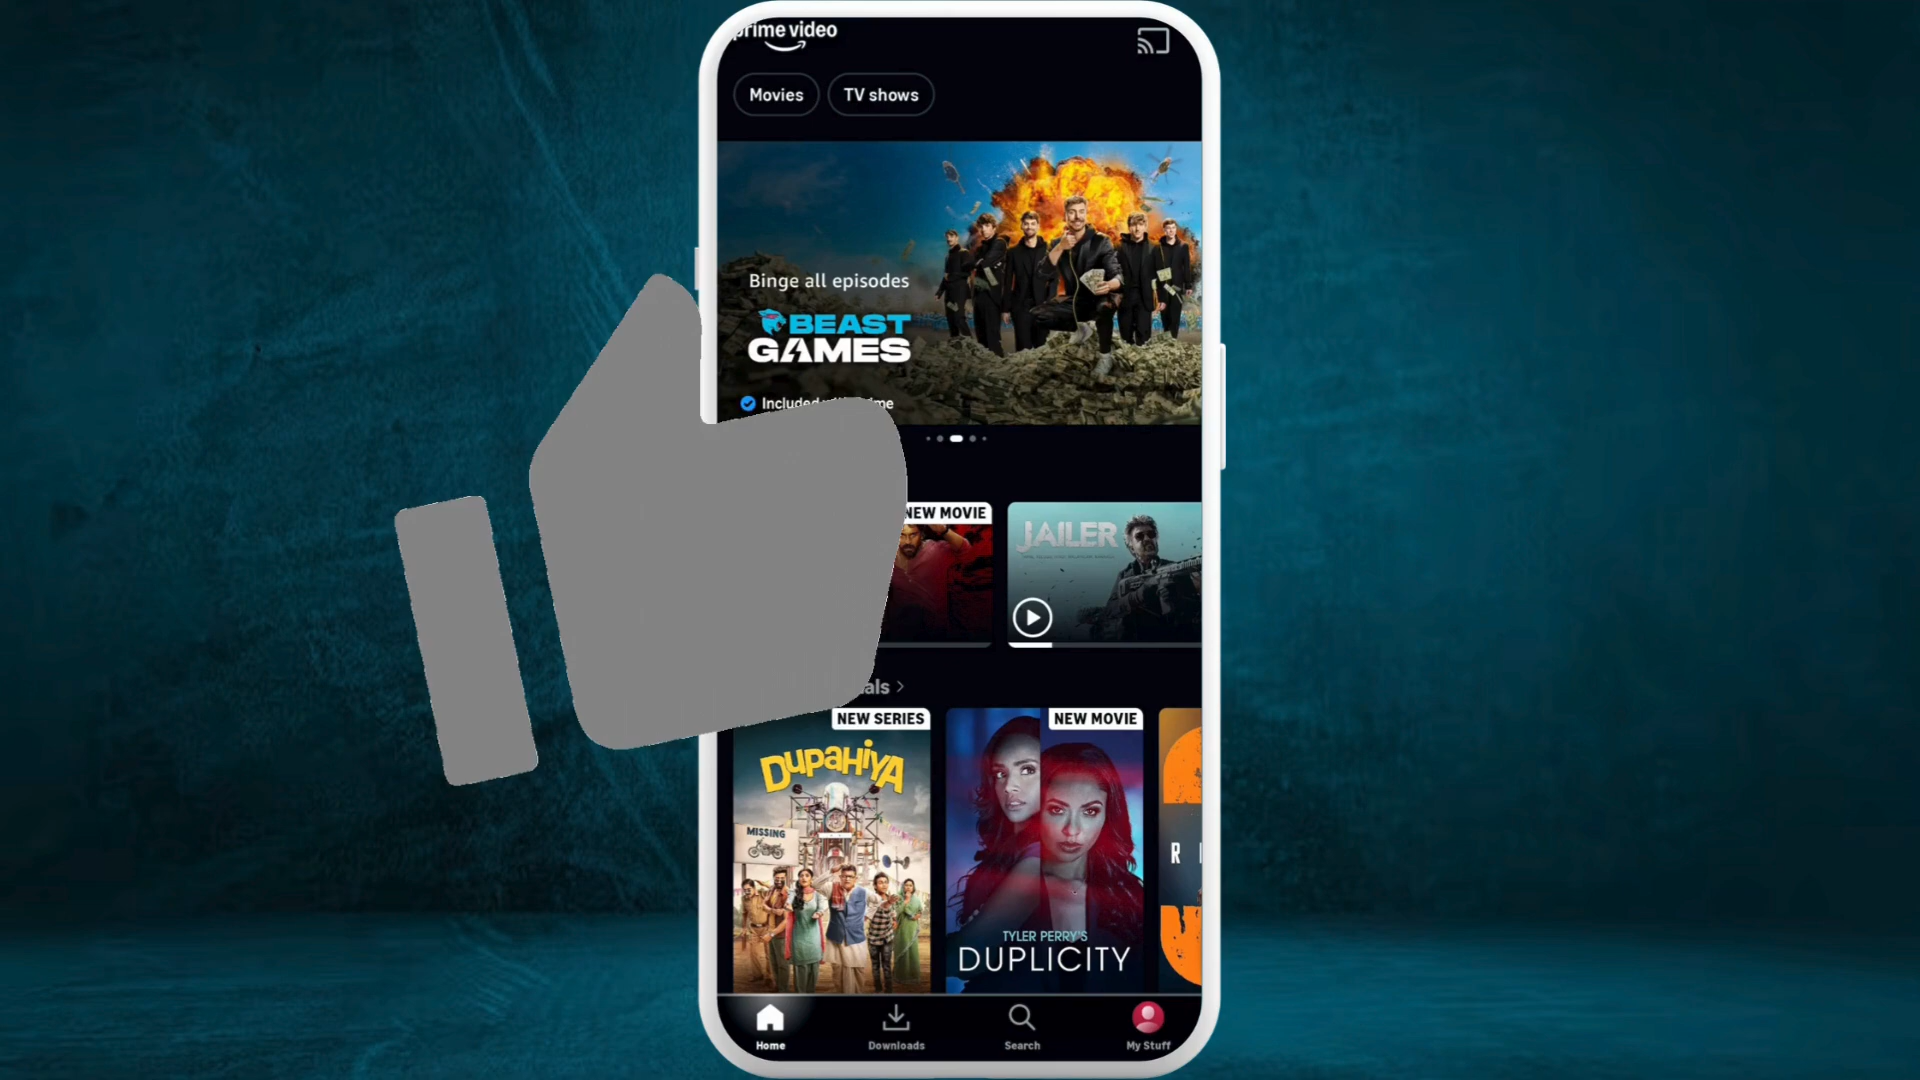 prime video
Movies
TV shows
Binge all episodes
BEAST
GAMES
Included
NEW MOVIE
JAILER
NEW SERIES
NEW MOVIE
DUPAHIYA
MISSING
TYLER PERRY'S
DUPLICITY
Home
Downloads
Search
My Stuff